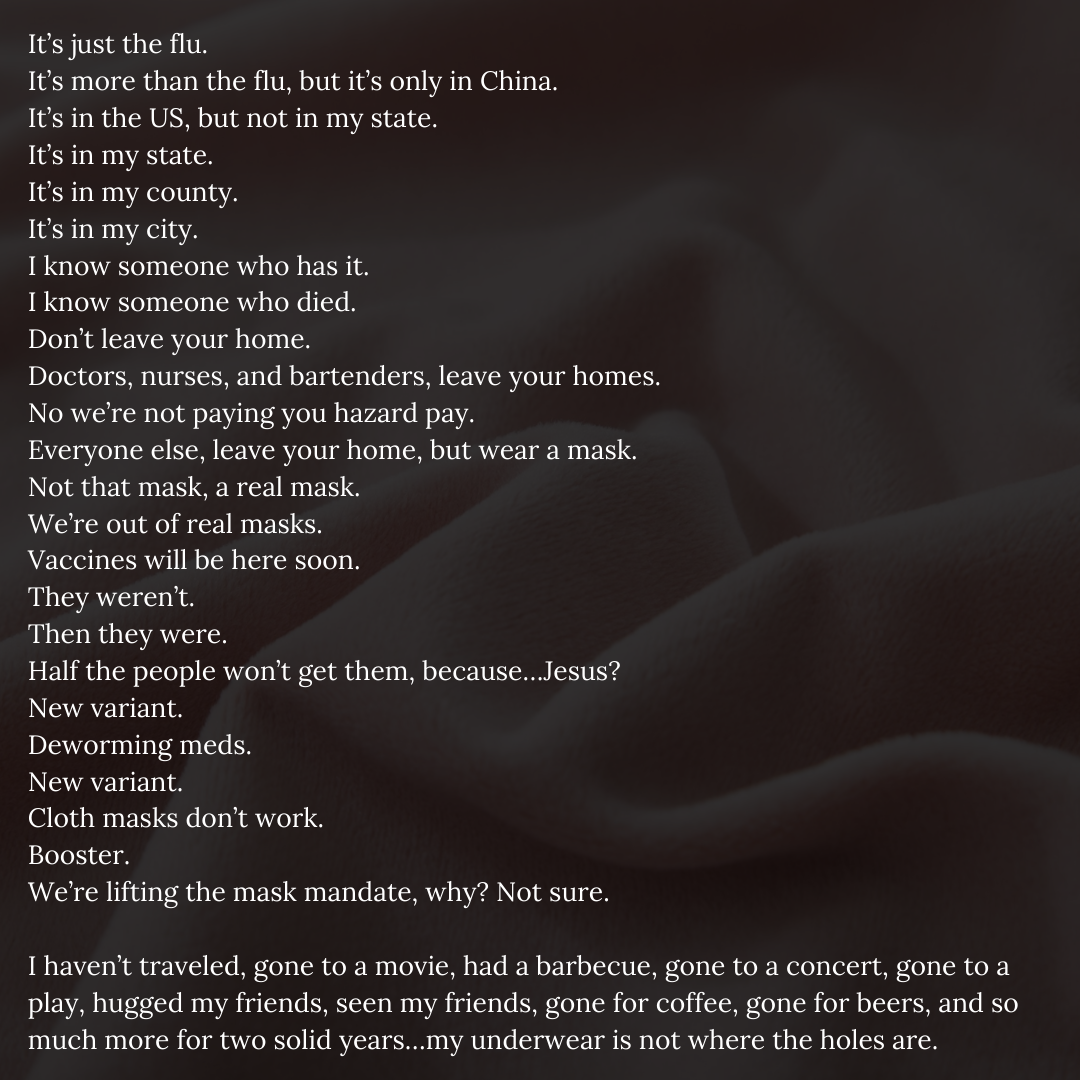 It’s just the flu.
It’s more than the flu, but it’s only in China.
It’s in the US, but not in my state.
It’s in my state.
It’s in my county.
It’s in my city.
I know someone who has it.
I know someone who died.
Don’t leave your home.
Doctors, nurses, and bartenders, leave your homes.
No we’re not paying you hazard pay.
Everyone else, leave your home, but wear a mask.
Not that mask, a real mask.
We’re out of real masks.
Vaccines will be here soon.
They weren’t.
Then they were.
Half the people won’t get them, because...Jesus?
New variant.
Deworming meds.
New variant.
Cloth masks don’t work.
Booster.
We’re lifting the mask mandate, why? Not sure.
I haven’t traveled, gone to a movie, had a barbecue, gone to a concert, gone to a
play, hugged my friends, seen my friends, gone for coffee, gone for beers, and so
much more for two solid years...my underwear is not where the holes are.